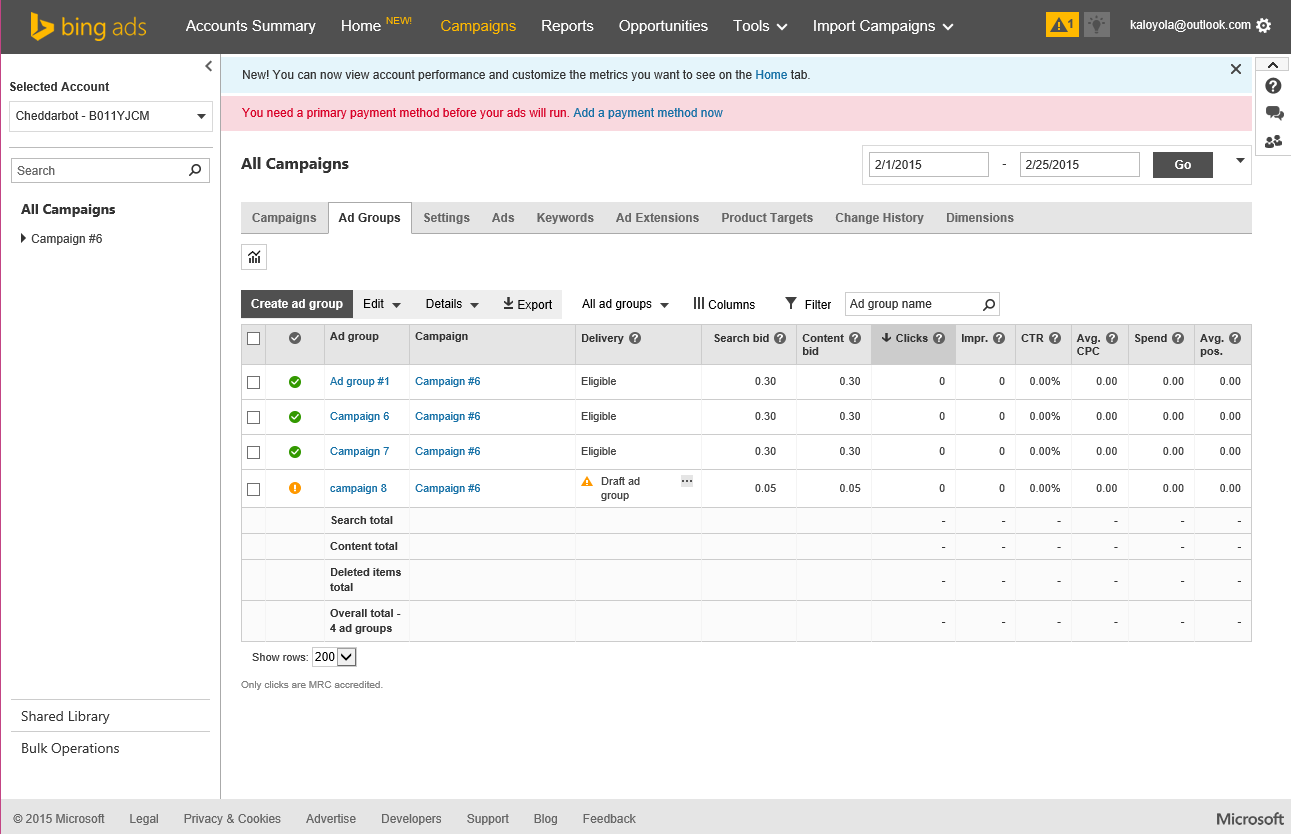 bing ads
Accounts Summary Home NEW! Campaigns Reports Opportunities Tools Import Campaigns 1 kaloyola@outlook.com
Selected Account
Cheddarbot - B011YJCM
Search
All Campaigns
Campaign #6
Shared Library
Bulk Operations
New! You can now view account performance and customize the metrics you want to see on the Home tab.
You need a primary payment method before your ads will run. Add a payment method now
All Campaigns
2/1/2015 - 2/25/2015 Go
Campaigns Ad Groups Settings Ads Keywords Ad Extensions Product Targets Change History Dimensions
Create ad group Edit Details Export All ad groups Columns Filter Ad group name
Ad group Campaign Delivery ? Search bid ? Content ? Clicks ? Impr. ? CTR ? Avg. ? Spend ? Avg. ?
bid CPC pos.
Ad group #1 Campaign #6 Eligible 0.30 0.30 0 0 0.00% 0.00 0.00 0.00
Campaign 6 Campaign #6 Eligible 0.30 0.30 0 0 0.00% 0.00 0.00 0.00
Campaign 7 Campaign #6 Eligible 0.30 0.30 0 0 0.00% 0.00 0.00 0.00
campaign 8 Campaign #6 Draft ad ... 0.05 0.05 0 0 0.00% 0.00 0.00 0.00
group
Search total - - - - - -
Content total - - - - - -
Deleted items - - - - - -
total
Overall total - - - - - - -
4 ad groups
Show rows: 200
Only clicks are MRC accredited.
© 2015 Microsoft Legal Privacy & Cookies Advertise Developers Support Blog Feedback Microsoft